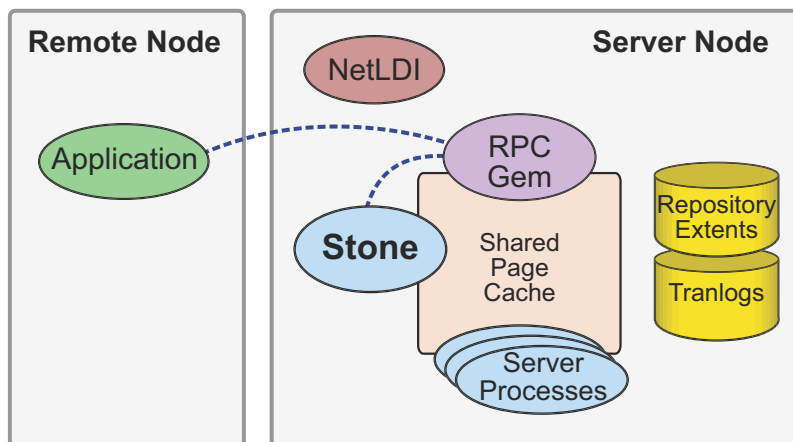 Remote Node
Server Node
NetLDI
Application
RPC
Gem
Stone
Shared
Page
Cache
Repository
Extents
Tranlogs
Server
Processes